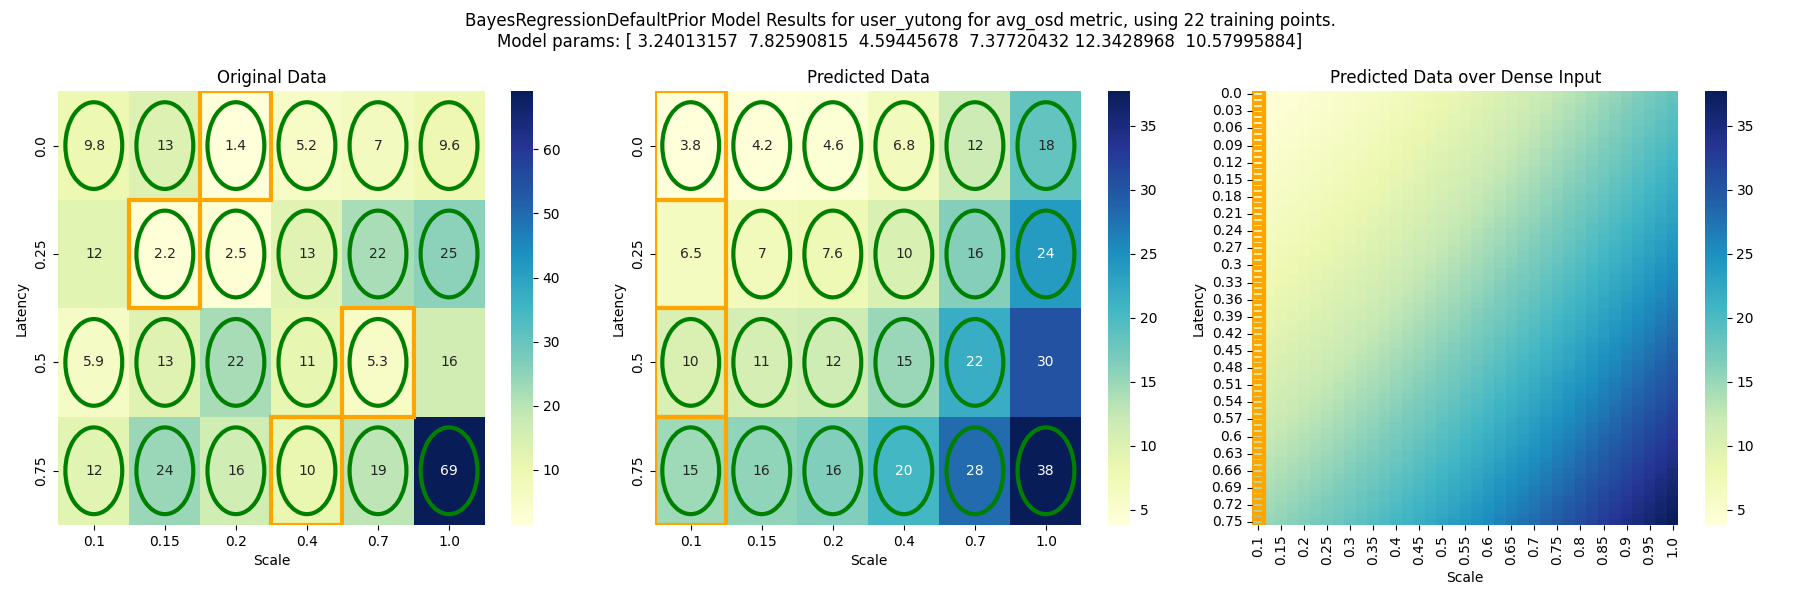 BayesRegressionDefaultPrior Model Results for user_yutong for avg_osd metric, using 22 training points.
Model params: [ 3.24013157  7.82590815  4.59445678  7.37720432 12.3428968  10.57995884]
Original Data
9.8 13 1.4 5.2 7 9.6
12 2.2 2.5 13 22 25
5.9 13 22 11 5.3 16
12 24 16 10 19 69
0.0
0.25
0.5
0.75
Latency
0.1 0.15 0.2 0.4 0.7 1.0
Scale
60
50
40
30
20
10
Predicted Data
3.8 4.2 4.6 6.8 12 18
6.5 7 7.6 10 16 24
10 11 12 15 22 30
15 16 16 20 28 38
0.0
0.25
0.5
0.75
Latency
0.1 0.15 0.2 0.4 0.7 1.0
Scale
35
30
25
20
15
10
5
Predicted Data over Dense Input
0.0
0.03
0.06
0.09
0.12
0.15
0.18
0.21
0.24
0.27
0.3
0.33
0.36
0.39
0.42
0.45
0.48
0.51
0.54
0.57
0.6
0.63
0.66
0.69
0.72
0.75
Latency
0.1 0.15 0.2 0.25 0.3 0.35 0.4 0.45 0.5 0.55 0.6 0.65 0.7 0.75 0.8 0.85 0.9 0.95 1.0
Scale
35
30
25
20
15
10
5